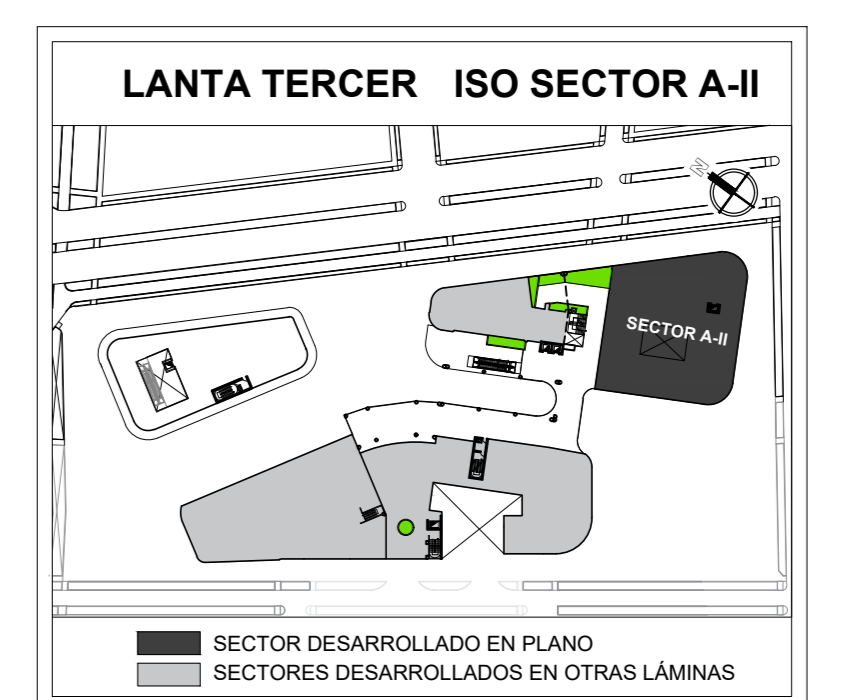 LANTA TERCER ISO SECTOR A-II
N
SECTOR A-II
SECTOR DESARROLLADO EN PLANO
SECTORES DESARROLLADOS EN OTRAS LÁMINAS